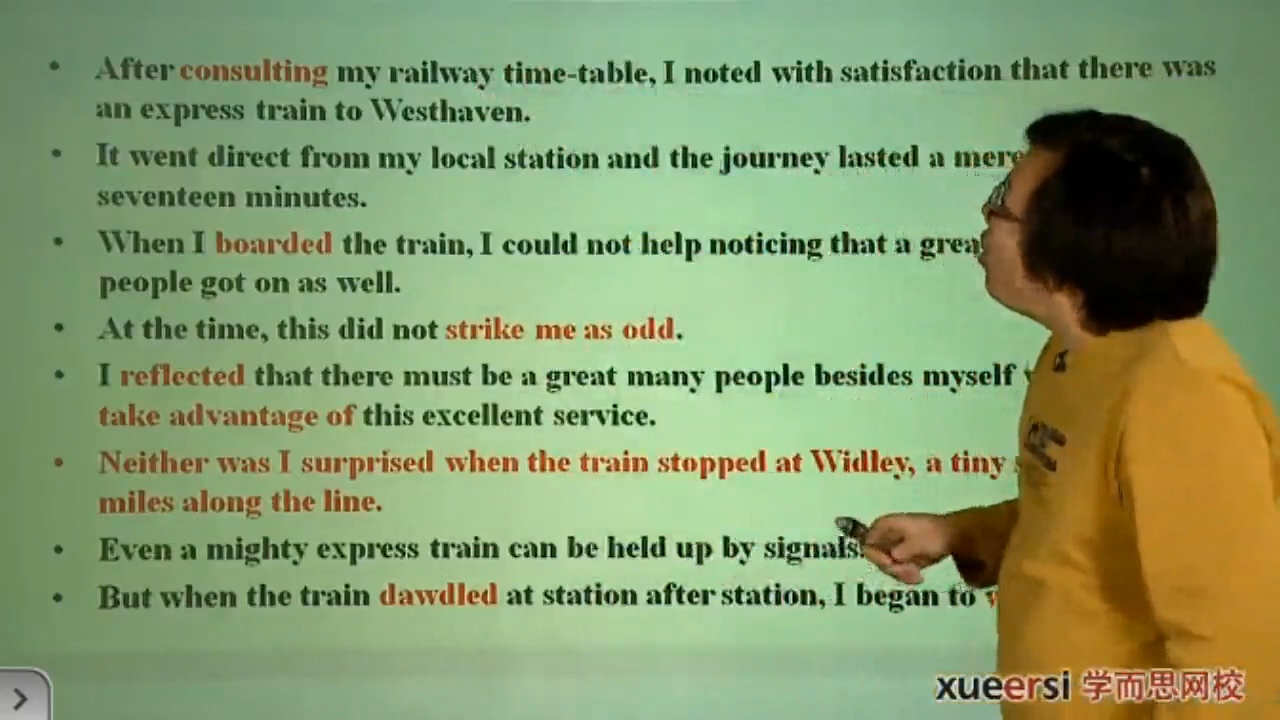 After consulting my railway time-table, I noted with satisfaction that there was
an express train to Westhaven.
It went direct from my local station and the journey lasted a mere
seventeen minutes.
When I boarded the train, I could not help noticing that a
people got on as well.
At the time, this did not strike me as odd.
I reflected that there must be a great many people besides myself
take advantage of this excellent service.
Neither was I surprised when the train stopped at Widley, a tiny
miles along the line.
Even a mighty express train can be held up by signals.
But when the train dawdled at station after station, I began to
xueersi 学而思网校